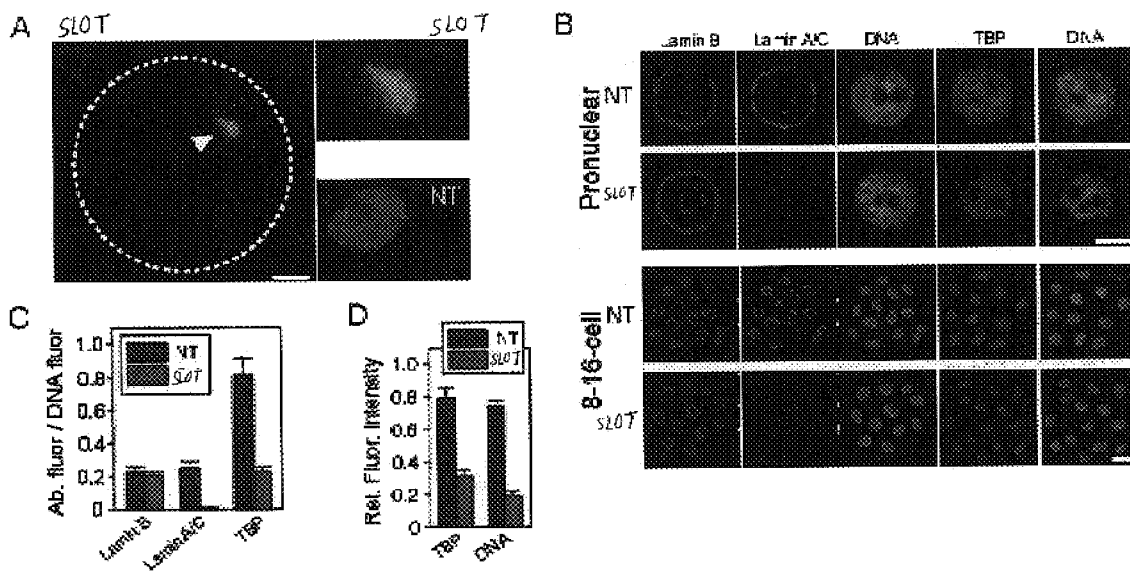 A
SLOT
SLOT
NT
B
Lamin B Lamin A/C DNA TBP DNA
Pronuclear
NT
SLOT
8-16-cell
NT
SLOT
C
Ab. fluor / DNA fluor
1.0
0.8
0.6
0.4
0.2
0
NT
SLOT
Lamin B
Lamin A/C
TBP
D
Rel. Fluor. Intensity
1.0
0.8
0.6
0.4
0.2
0
NT
SLOT
TBP
DNA